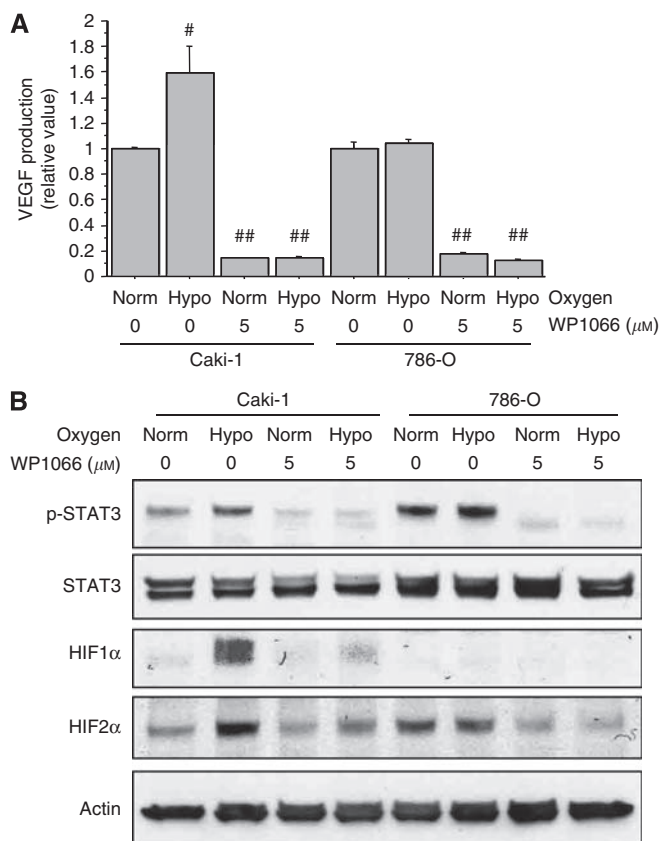 A
VEGF production
(relative value)
2
1.8
1.6
1.4
1.2
1
0.8
0.6
0.4
0.2
0
#
## ## ## ##
Norm Hypo Norm Hypo Norm Hypo Norm Hypo Oxygen
0 0 5 5 0 0 5 5 WP1066 (μM)
Caki-1 786-O
B
Caki-1 786-O
Oxygen Norm Hypo Norm Hypo Norm Hypo Norm Hypo
WP1066 (μM) 0 0 5 5 0 0 5 5
p-STAT3
STAT3
HIF1α
HIF2α
Actin